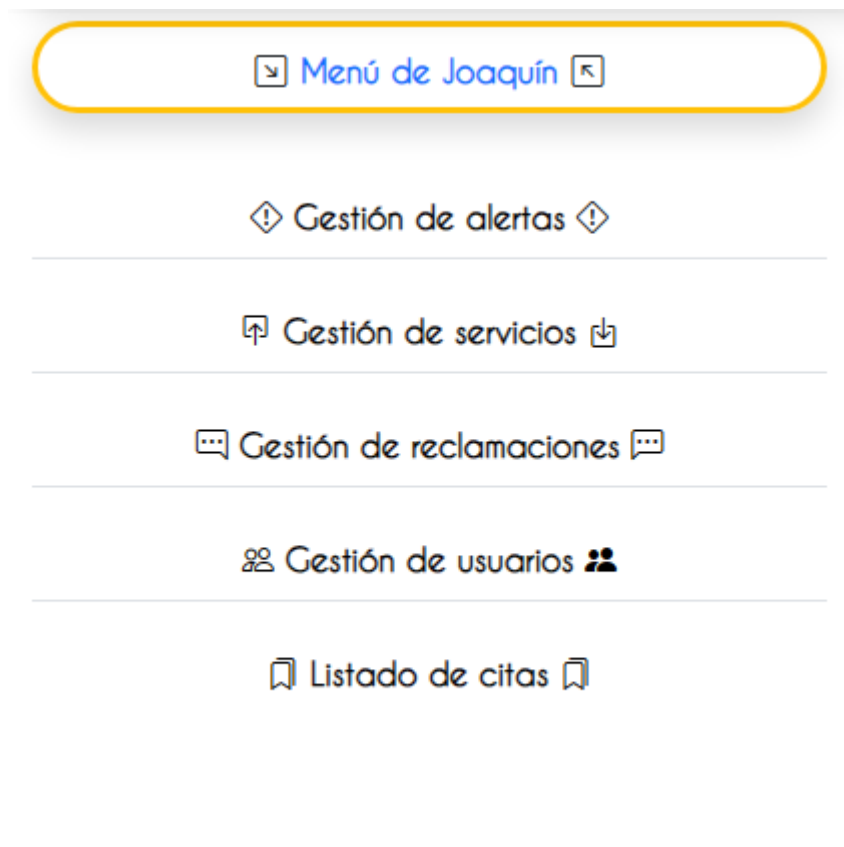 Menú de Joaquín
Gestión de alertas
Gestión de servicios
Gestión de reclamaciones
Gestión de usuarios
Listado de citas